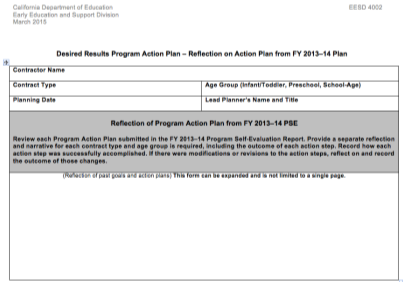 California Department of Education
Early Education and Support Division
March 2015
EESD 4002
Desired Results Program Action Plan – Reflection on Action Plan from FY 2013–14 Plan
Contractor Name
Contract Type
Age Group (Infant/Toddler, Preschool, School-Age)
Planning Date
Lead Planner's Name and Title
Reflection of Program Action Plan from FY 2013–14 PSE
Review each Program Action Plan submitted in the FY 2013–14 Program Self-Evaluation Report. Provide a separate reflection
and narrative for each contract type and age group is required, including the outcome of each action step. Record how each
action step was successfully accomplished. If there were modifications or revisions to the action steps, reflect on and record
the outcome of those changes.
(Reflection of past goals and action plans) This form can be expanded and is not limited to a single page.